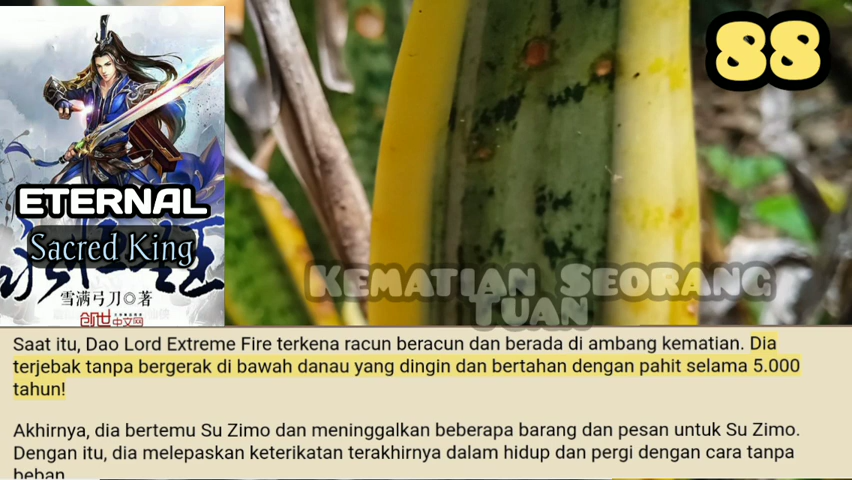 88
ETERNAL
Sacred King
雪满弓刀◎著
创世中文网
KEMATIAN SEORANG
TUAN
Saat itu, Dao Lord Extreme Fire terkena racun beracun dan berada di ambang kematian. Dia
terjebak tanpa bergerak di bawah danau yang dingin dan bertahan dengan pahit selama 5.000
tahun!
Akhirnya, dia bertemu Su Zimo dan meninggalkan beberapa barang dan pesan untuk Su Zimo.
Dengan itu, dia melepaskan keterikatan terakhirnya dalam hidup dan pergi dengan cara tanpa
beban